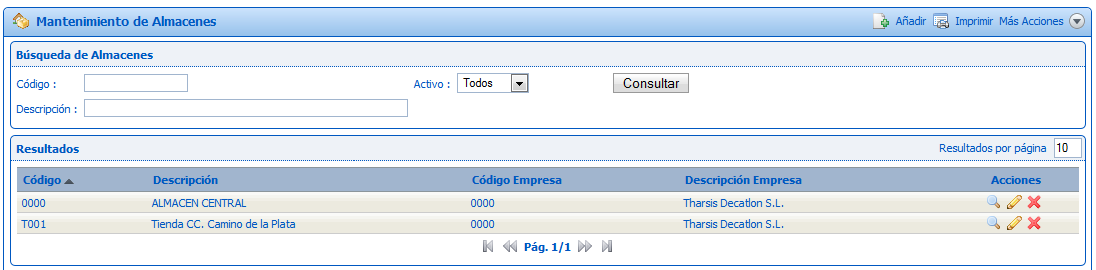 Mantenimiento de Almacenes Añadir Imprimir Más Acciones
Búsqueda de Almacenes
Código : Activo : Todos Consultar
Descripción :
Resultados Resultados por página 10
Código Descripción Código Empresa Descripción Empresa Acciones
0000 ALMACEN CENTRAL 0000 Tharsis Decatlon S.L.
T001 Tienda CC. Camino de la Plata 0000 Tharsis Decatlon S.L.
Pág. 1/1